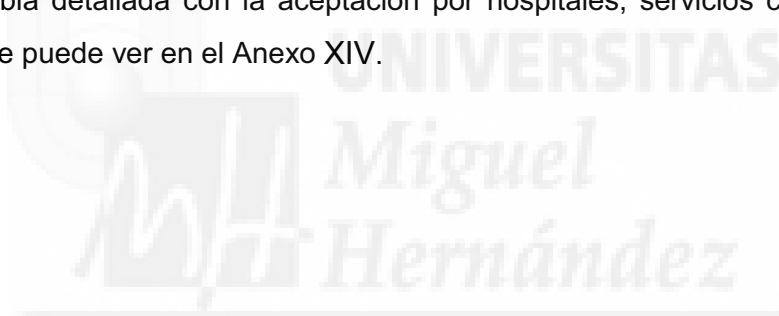 bla detallada con la aceptación por hospitales, servicios c
e puede ver en el Anexo XIV.
UNIVERSITAS
Miguel
Hernández